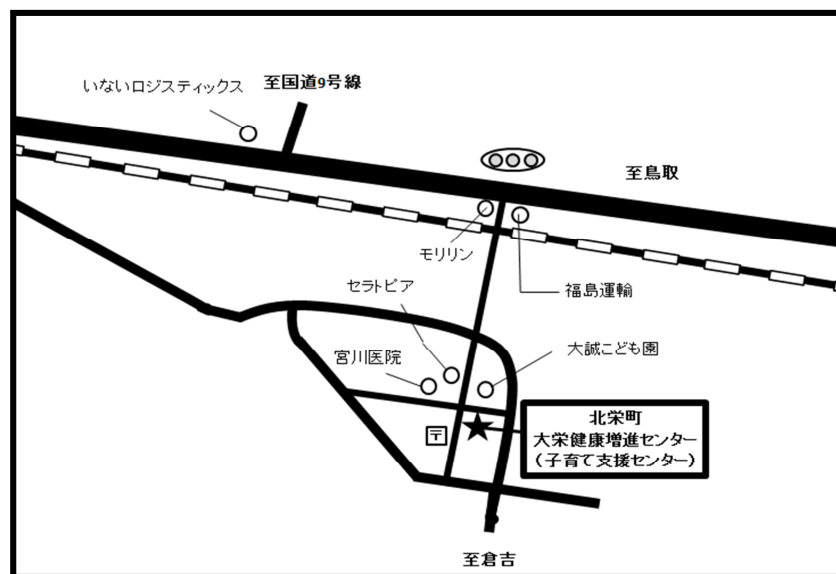 至国道9号線
いないロジスティックス
至鳥取
モリリン
福島運輸
セラトピア
宮川医院
大誠こども園
〒
北栄町
大栄健康増進センター
（子育て支援センター）
至倉吉